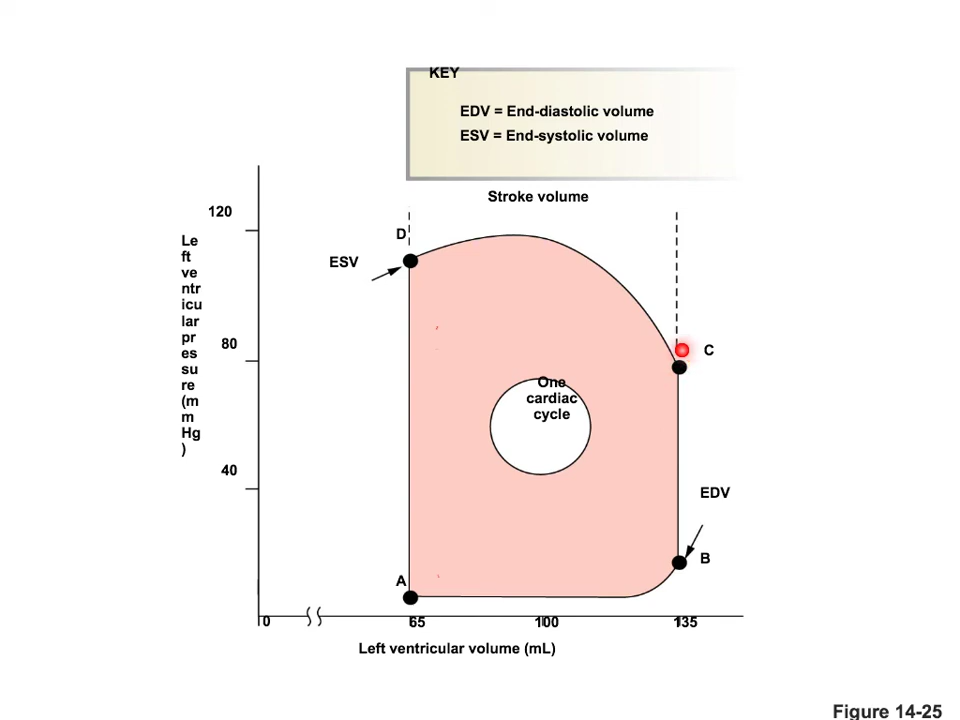 KEY
EDV = End-diastolic volume
ESV = End-systolic volume
Stroke volume
120
D
ESV
Le
ft
ve
ntr
icu
lar
pr
es
su
re
(m
m
Hg
)
80
C
One
cardiac
cycle
40
EDV
B
A
0
65
100
135
Left ventricular volume (mL)
Figure 14-25